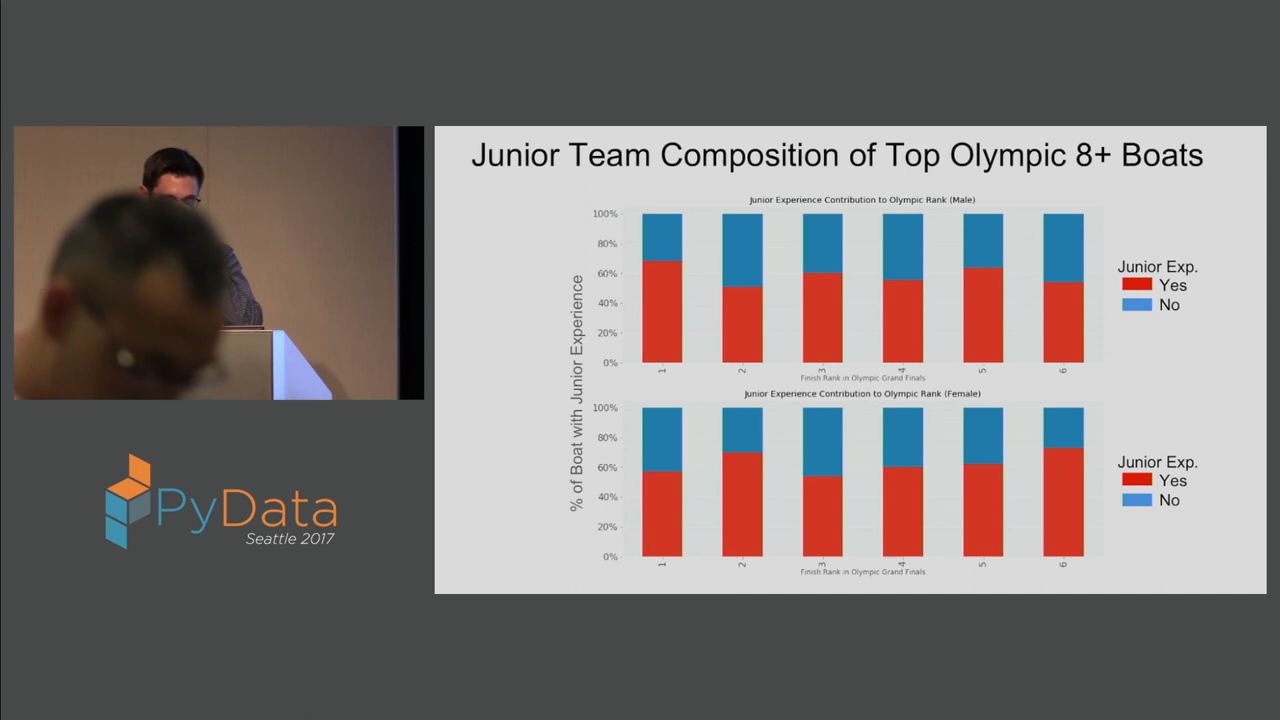 Junior Team Composition of Top Olympic 8+ Boats
Junior Experience Contribution to Olympic Rank (Male)
% of Boat with Junior Experience
100%
80%
60%
40%
20%
0%
1
2
3
4
5
6
Finish Rank in Olympic Grand Finals
Junior Exp.
Yes
No
Junior Experience Contribution to Olympic Rank (Female)
100%
80%
60%
40%
20%
0%
1
2
3
4
5
6
Finish Rank in Olympic Grand Finals
Junior Exp.
Yes
No
PyData
Seattle 2017